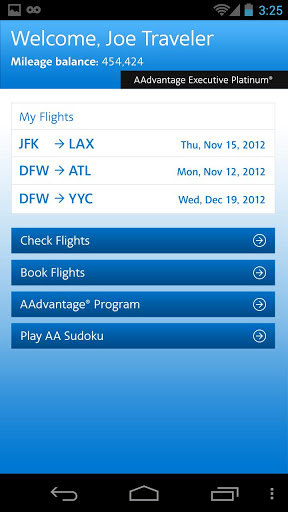 3:25
Welcome, Joe Traveler
Mileage balance: 454,424
AAdvantage Executive Platinum®
My Flights
JFK → LAX Thu, Nov 15, 2012
DFW → ATL Mon, Nov 12, 2012
DFW → YYC Wed, Dec 19, 2012
Check Flights
Book Flights
AAdvantage® Program
Play AA Sudoku